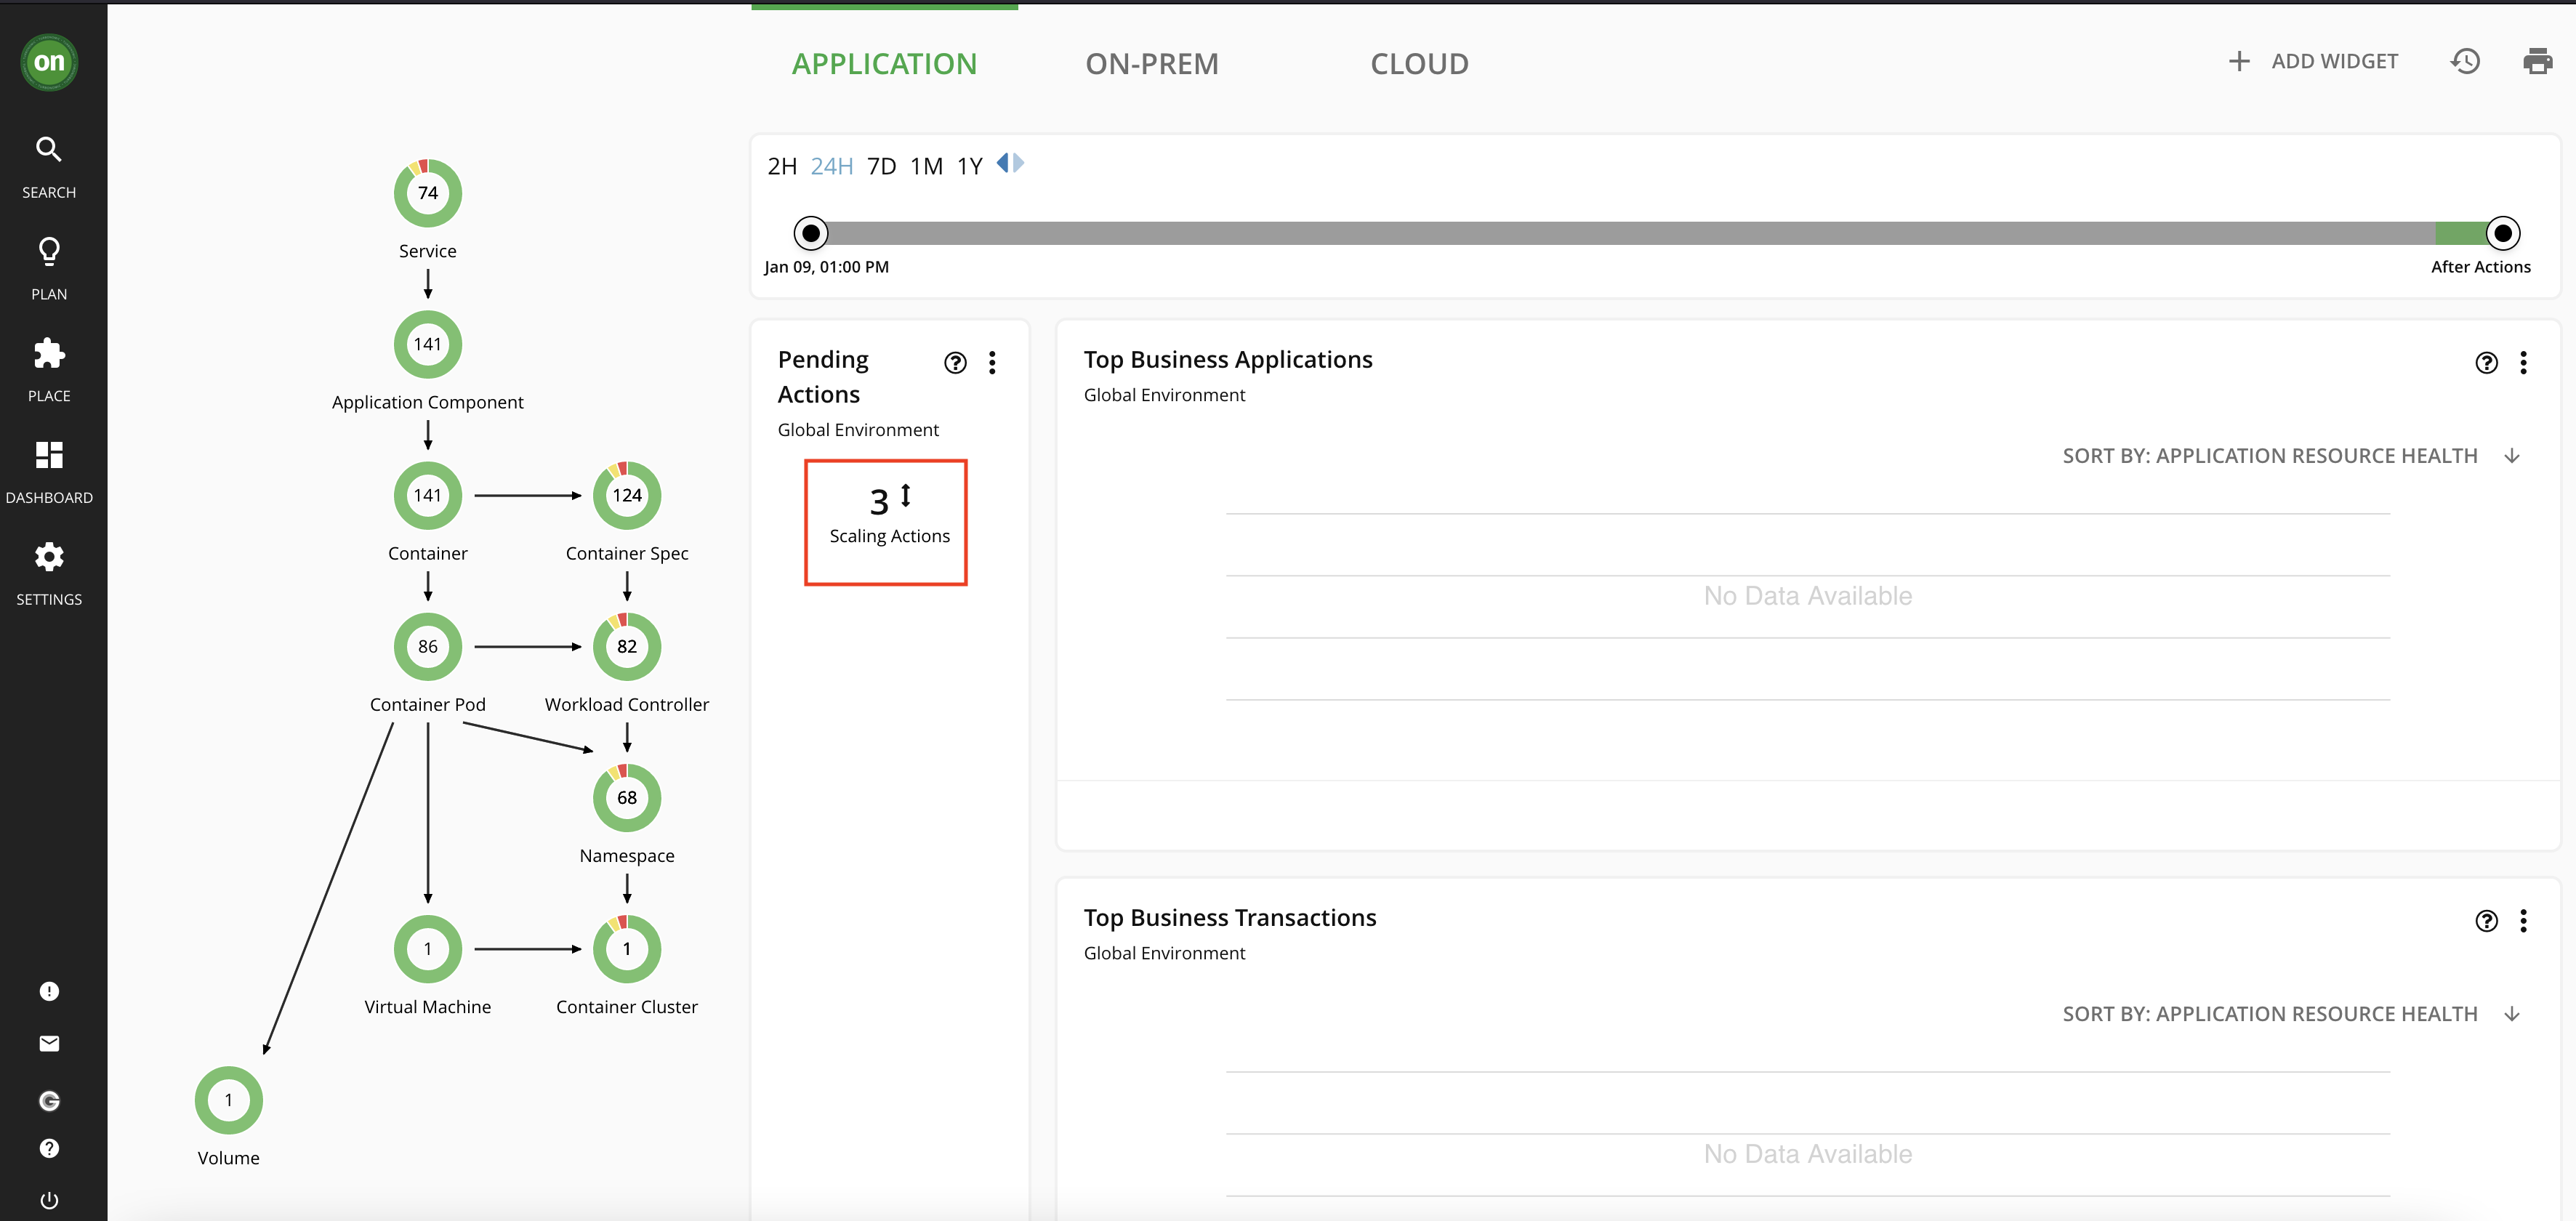 on
SEARCH
PLAN
PLACE
DASHBOARD
SETTINGS
APPLICATION
ON-PREM
CLOUD
ADD WIDGET
74
Service
141
Application Component
141
Container
124
Container Spec
86
Container Pod
82
Workload Controller
68
Namespace
1
Virtual Machine
1
Container Cluster
1
Volume
2H 24H 7D 1M 1Y
Jan 09, 01:00 PM
After Actions
Pending
Actions
Global Environment
3
Scaling Actions
Top Business Applications
Global Environment
SORT BY: APPLICATION RESOURCE HEALTH
No Data Available
Top Business Transactions
Global Environment
SORT BY: APPLICATION RESOURCE HEALTH
No Data Available